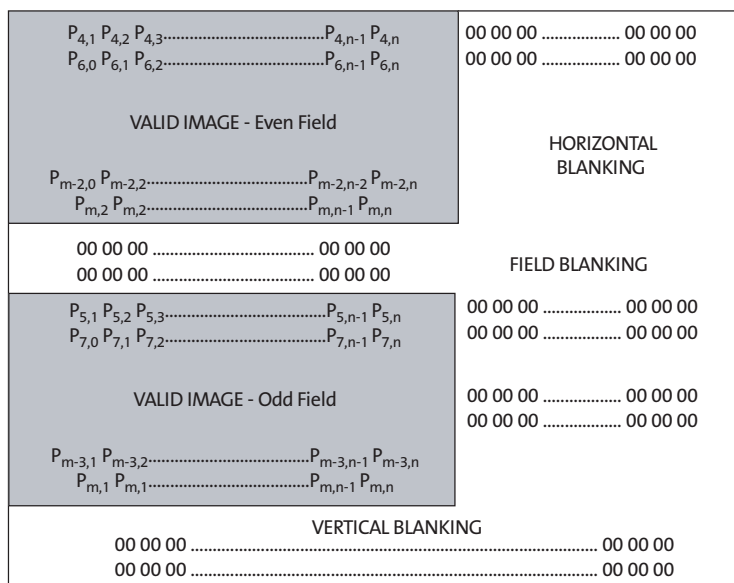 P4,1 P4,2 P4,3.....................................P4,n-1 P4,n
00 00 00 .................. 00 00 00
P6,0 P6,1 P6,2.....................................P6,n-1 P6,n
00 00 00 .................. 00 00 00
VALID IMAGE - Even Field
HORIZONTAL
BLANKING
Pm-2,0 Pm-2,2.....................................Pm-2,n-2 Pm-2,n
Pm,2 Pm,2.....................................Pm,n-1 Pm,n
00 00 00 ..................................... 00 00 00
00 00 00 ..................................... 00 00 00
FIELD BLANKING
P5,1 P5,2 P5,3.....................................P5,n-1 P5,n
00 00 00 .................. 00 00 00
P7,0 P7,1 P7,2.....................................P7,n-1 P7,n
00 00 00 .................. 00 00 00
VALID IMAGE - Odd Field
00 00 00 .................. 00 00 00
00 00 00 .................. 00 00 00
Pm-3,1 Pm-3,2.....................................Pm-3,n-1 Pm-3,n
Pm,1 Pm,1.....................................Pm,n-1 Pm,n
VERTICAL BLANKING
00 00 00 ............................................................................................... 00 00 00
00 00 00 ............................................................................................... 00 00 00